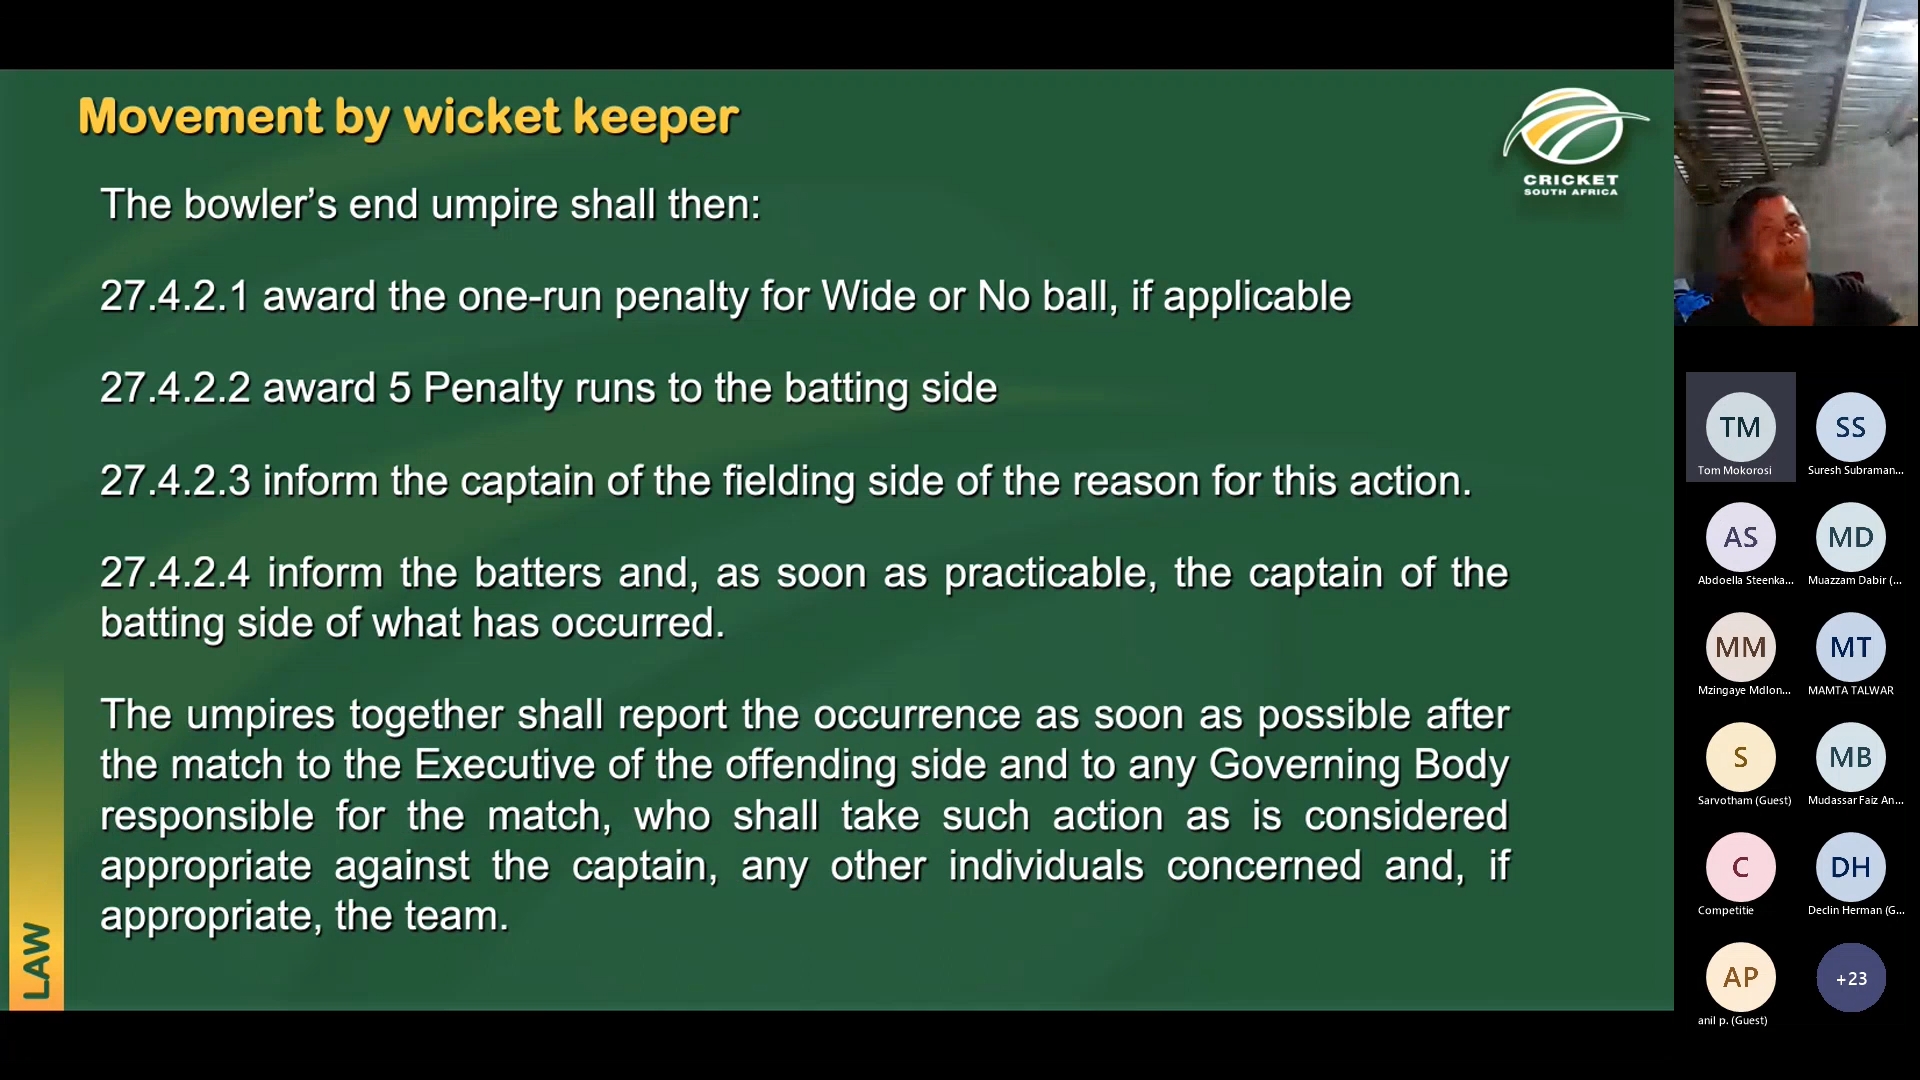 Movement by wicket keeper
CRICKET
SOUTH AFRICA
The bowler’s end umpire shall then:
27.4.2.1 award the one-run penalty for Wide or No ball, if applicable
27.4.2.2 award 5 Penalty runs to the batting side
27.4.2.3 inform the captain of the fielding side of the reason for this action.
27.4.2.4 inform the batters and, as soon as practicable, the captain of the
batting side of what has occurred.
The umpires together shall report the occurrence as soon as possible after
the match to the Executive of the offending side and to any Governing Body
responsible for the match, who shall take such action as is considered
appropriate against the captain, any other individuals concerned and, if
appropriate, the team.
LAW
TM
Tom Mokorosi
SS
Suresh Subraman...
AS
Abdoella Steenka...
MD
Muazzam Dabir (...
MM
Mzingaye Mdlon...
MT
MAMTA TALWAR
S
Sarvotham (Guest)
MB
Mudassar Faiz An...
C
Competitie
DH
Declin Herman (G...
AP
anil p. (Guest)
+23